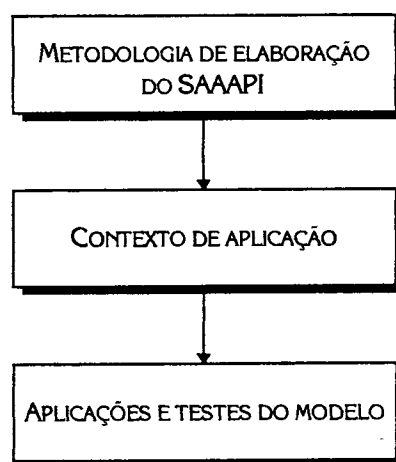 METODOLOGIA DE ELABORAÇÃO
DO SAAAPI
CONTEXTO DE APLICAÇÃO
APLICAÇÕES E TESTES DO MODELO